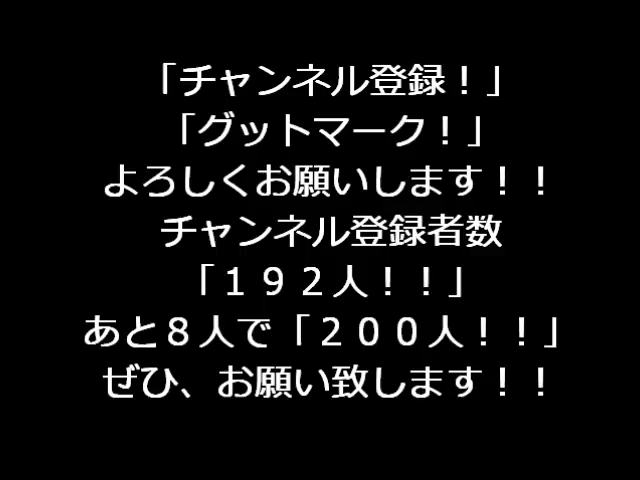 「チャンネル登録！」
「グットマーク！」
よろしくお願いします！！
チャンネル登録者数
「１９２人！！」
あと８人で「２００人！！」
ぜひ、お願い致します！！